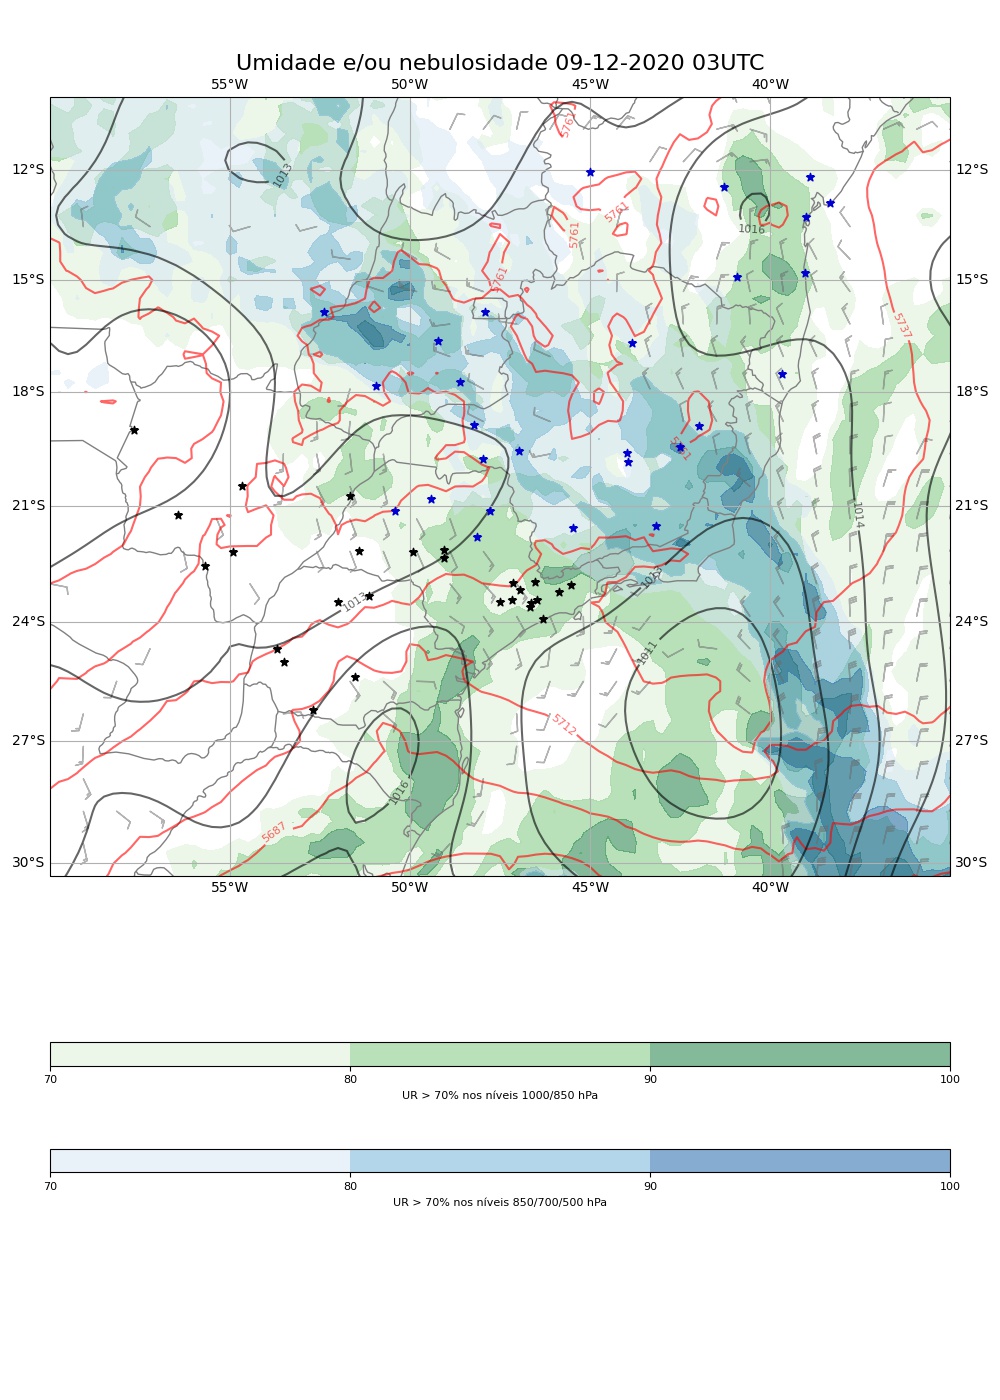 Umidade e/ou nebulosidade 09-12-2020 03UTC
55°W 50°W 45°W 40°W
5761
12°S 12°S
1013
5761
1016
5761
15°S 5761 15°S
5737
18°S 18°S
21°S 21°S
1014
1013
1013
24°S 24°S
1011
5712
27°S 27°S
1016
5687
30°S 30°S
55°W 50°W 45°W 40°W
70 80 90 100
UR > 70% nos níveis 1000/850 hPa
70 80 90 100
UR > 70% nos níveis 850/700/500 hPa